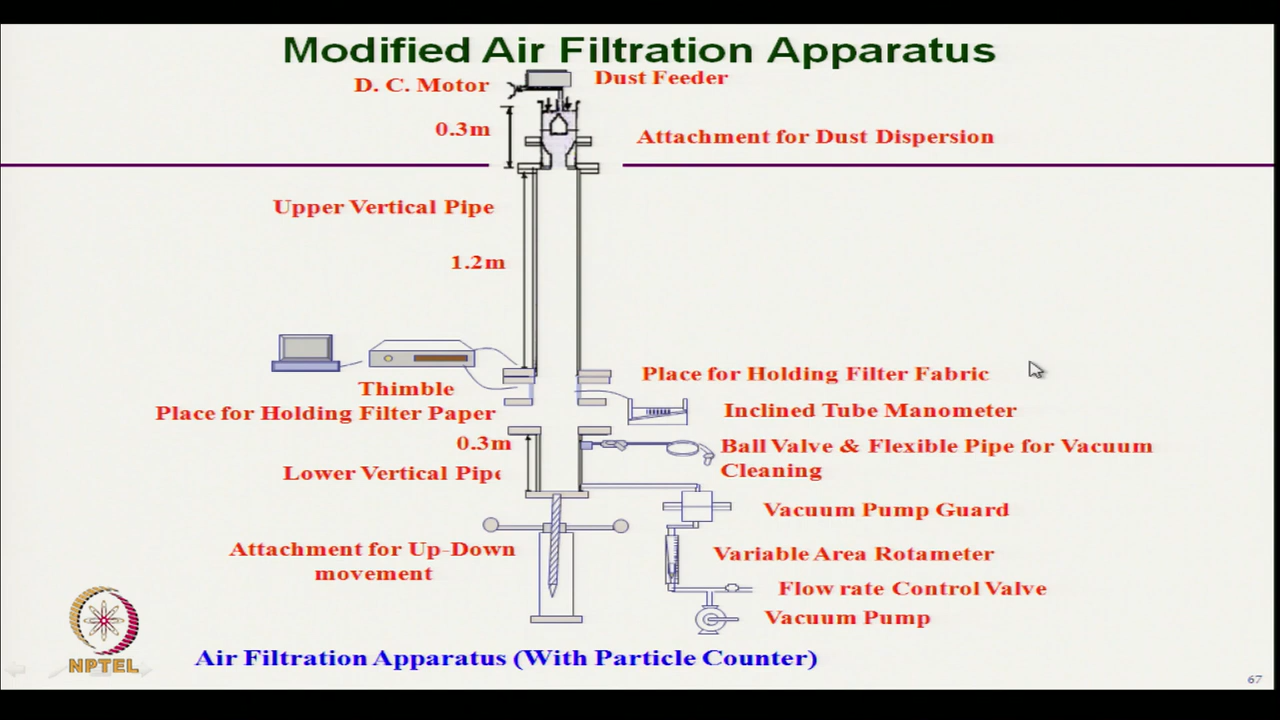 Modified Air Filtration Apparatus
D. C. Motor
Dust Feeder
0.3m
Attachment for Dust Dispersion
Upper Vertical Pipe
1.2m
Thimble
Place for Holding Filter Fabric
Place for Holding Filter Paper
Inclined Tube Manometer
0.3m
Ball Valve & Flexible Pipe for Vacuum
Cleaning
Lower Vertical Pipe
Vacuum Pump Guard
Attachment for Up-Down
movement
Variable Area Rotameter
Flow rate Control Valve
Vacuum Pump
Air Filtration Apparatus (With Particle Counter)
NPTEL
67